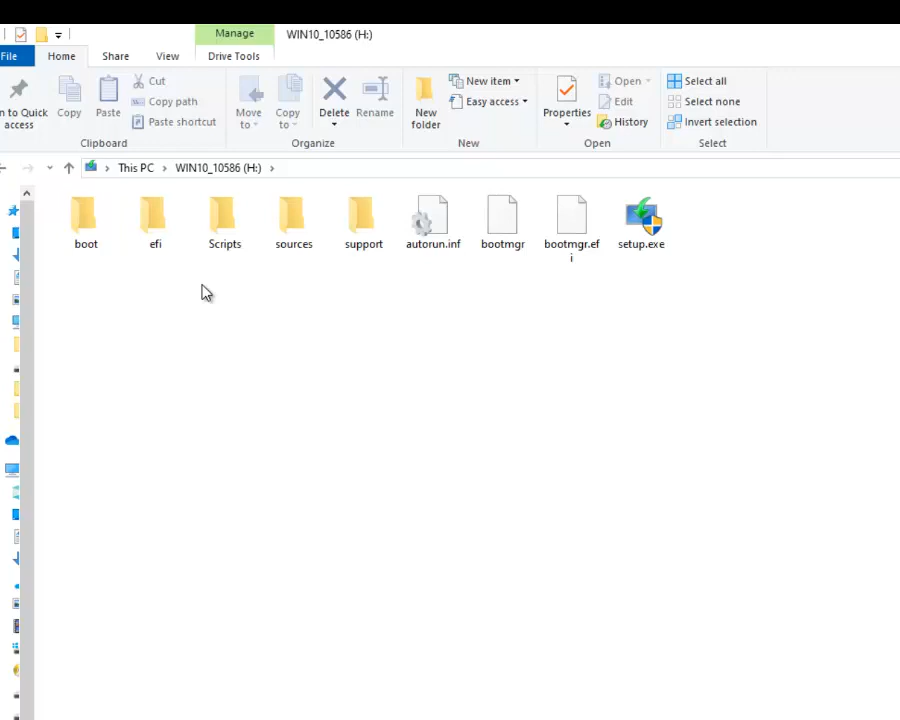 Manage
WIN10_10586 (H:)
File
Home
Share
View
Drive Tools
n to Quick
access
Copy
Paste
Cut
Copy path
Paste shortcut
Clipboard
Move
to
Copy
to
Delete
Rename
Organize
New
folder
New item
Easy access
New
Properties
Open
Edit
History
Open
Select all
Select none
Invert selection
Select
This PC
WIN10_10586 (H:)
boot
efi
Scripts
sources
support
autorun.inf
bootmgr
bootmgr.ef
i
setup.exe